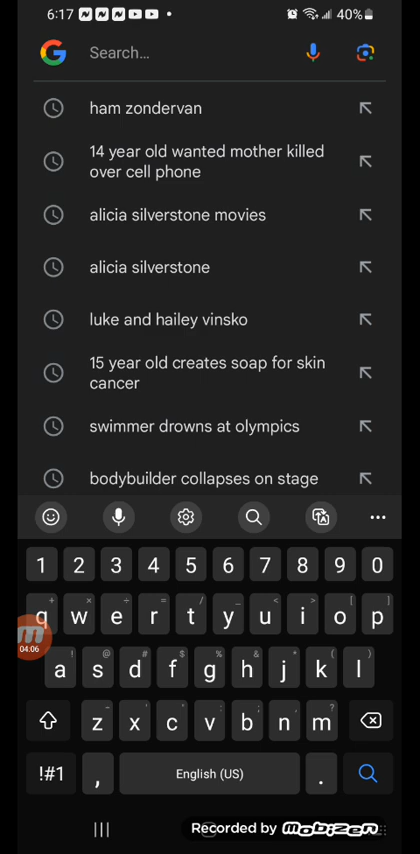 6:17
40%
Search...
ham zondervan
14 year old wanted mother killed
over cell phone
alicia silverstone movies
alicia silverstone
luke and hailey vinsko
15 year old creates soap for skin
cancer
swimmer drowns at olympics
bodybuilder collapses on stage
1 2 3 4 5 6 7 8 9 0
q w e r t y u i o p
04:06
a s d f g h j k l
z x c v b n m
!#1 , English (US) .
Recorded by mobizen